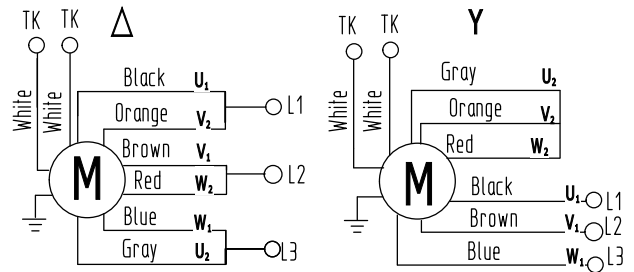 TK TK Δ
White White
Black U₁
Orange V₂ L1
Brown V₁
Red W₂ L2
Blue W₁
Gray U₂ L3
M
TK TK Y
White White
Gray U₂
Orange V₂
Red W₂
Black U₁ L1
Brown V₁ L2
Blue W₁ L3
M